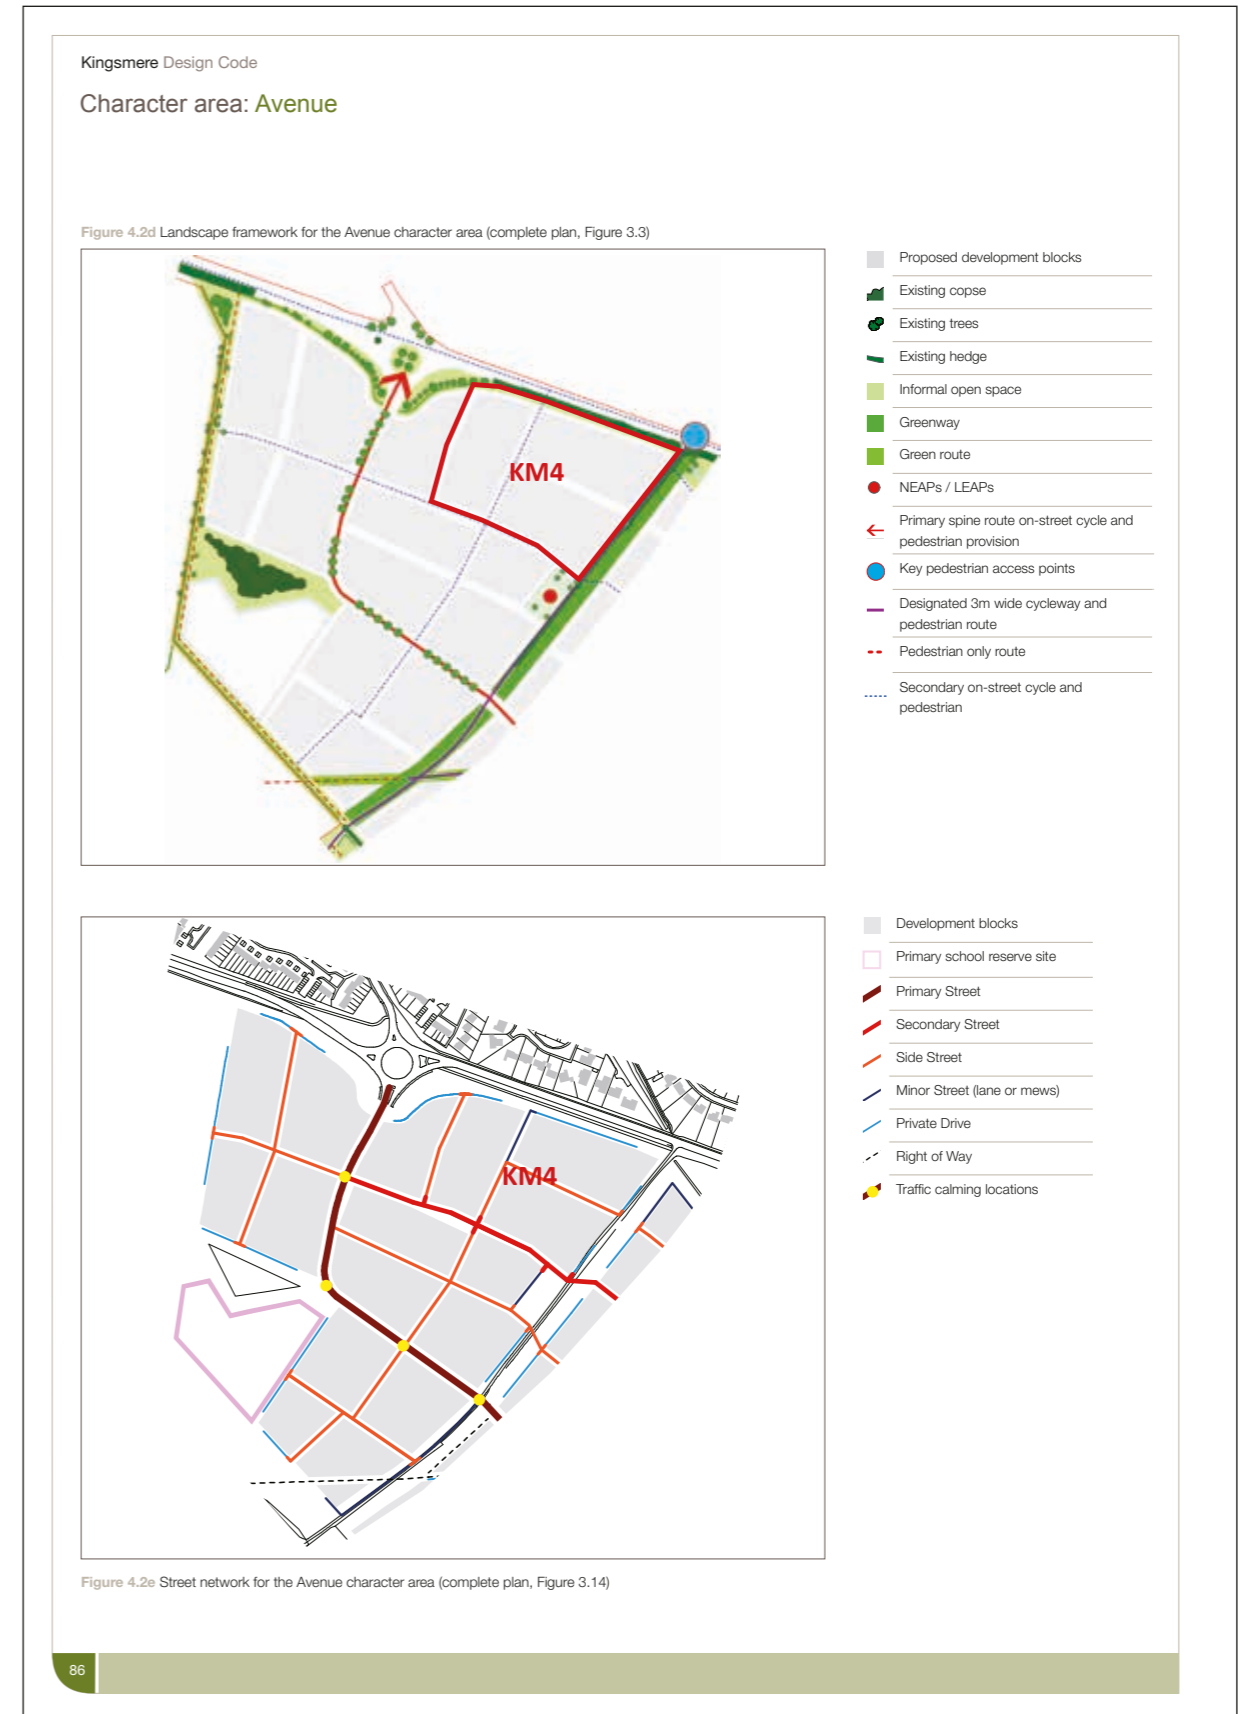 Kingsmere Design Code
Character area: Avenue
Figure 4.2d Landscape framework for the Avenue character area (complete plan, Figure 3.3)
KM4
Proposed development blocks
Existing copse
Existing trees
Existing hedge
Informal open space
Greenway
Green route
NEAPs / LEAPs
Primary spine route on-street cycle and
pedestrian provision
Key pedestrian access points
Designated 3m wide cycleway and
pedestrian route
Pedestrian only route
Secondary on-street cycle and
pedestrian
KM4
Development blocks
Primary school reserve site
Primary Street
Secondary Street
Side Street
Minor Street (lane or mews)
Private Drive
Right of Way
Traffic calming locations
Figure 4.2e Street network for the Avenue character area (complete plan, Figure 3.14)
86